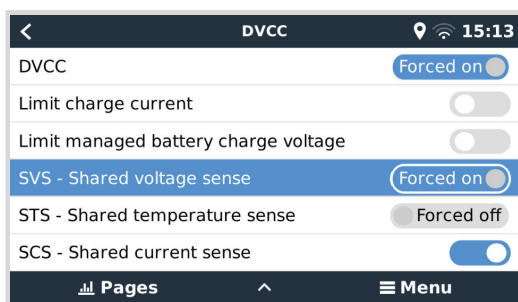 DVCC 15:13
DVCC Forced on
Limit charge current
Limit managed battery charge voltage
SVS - Shared voltage sense Forced on
STS - Shared temperature sense Forced off
SCS - Shared current sense
Pages Menu